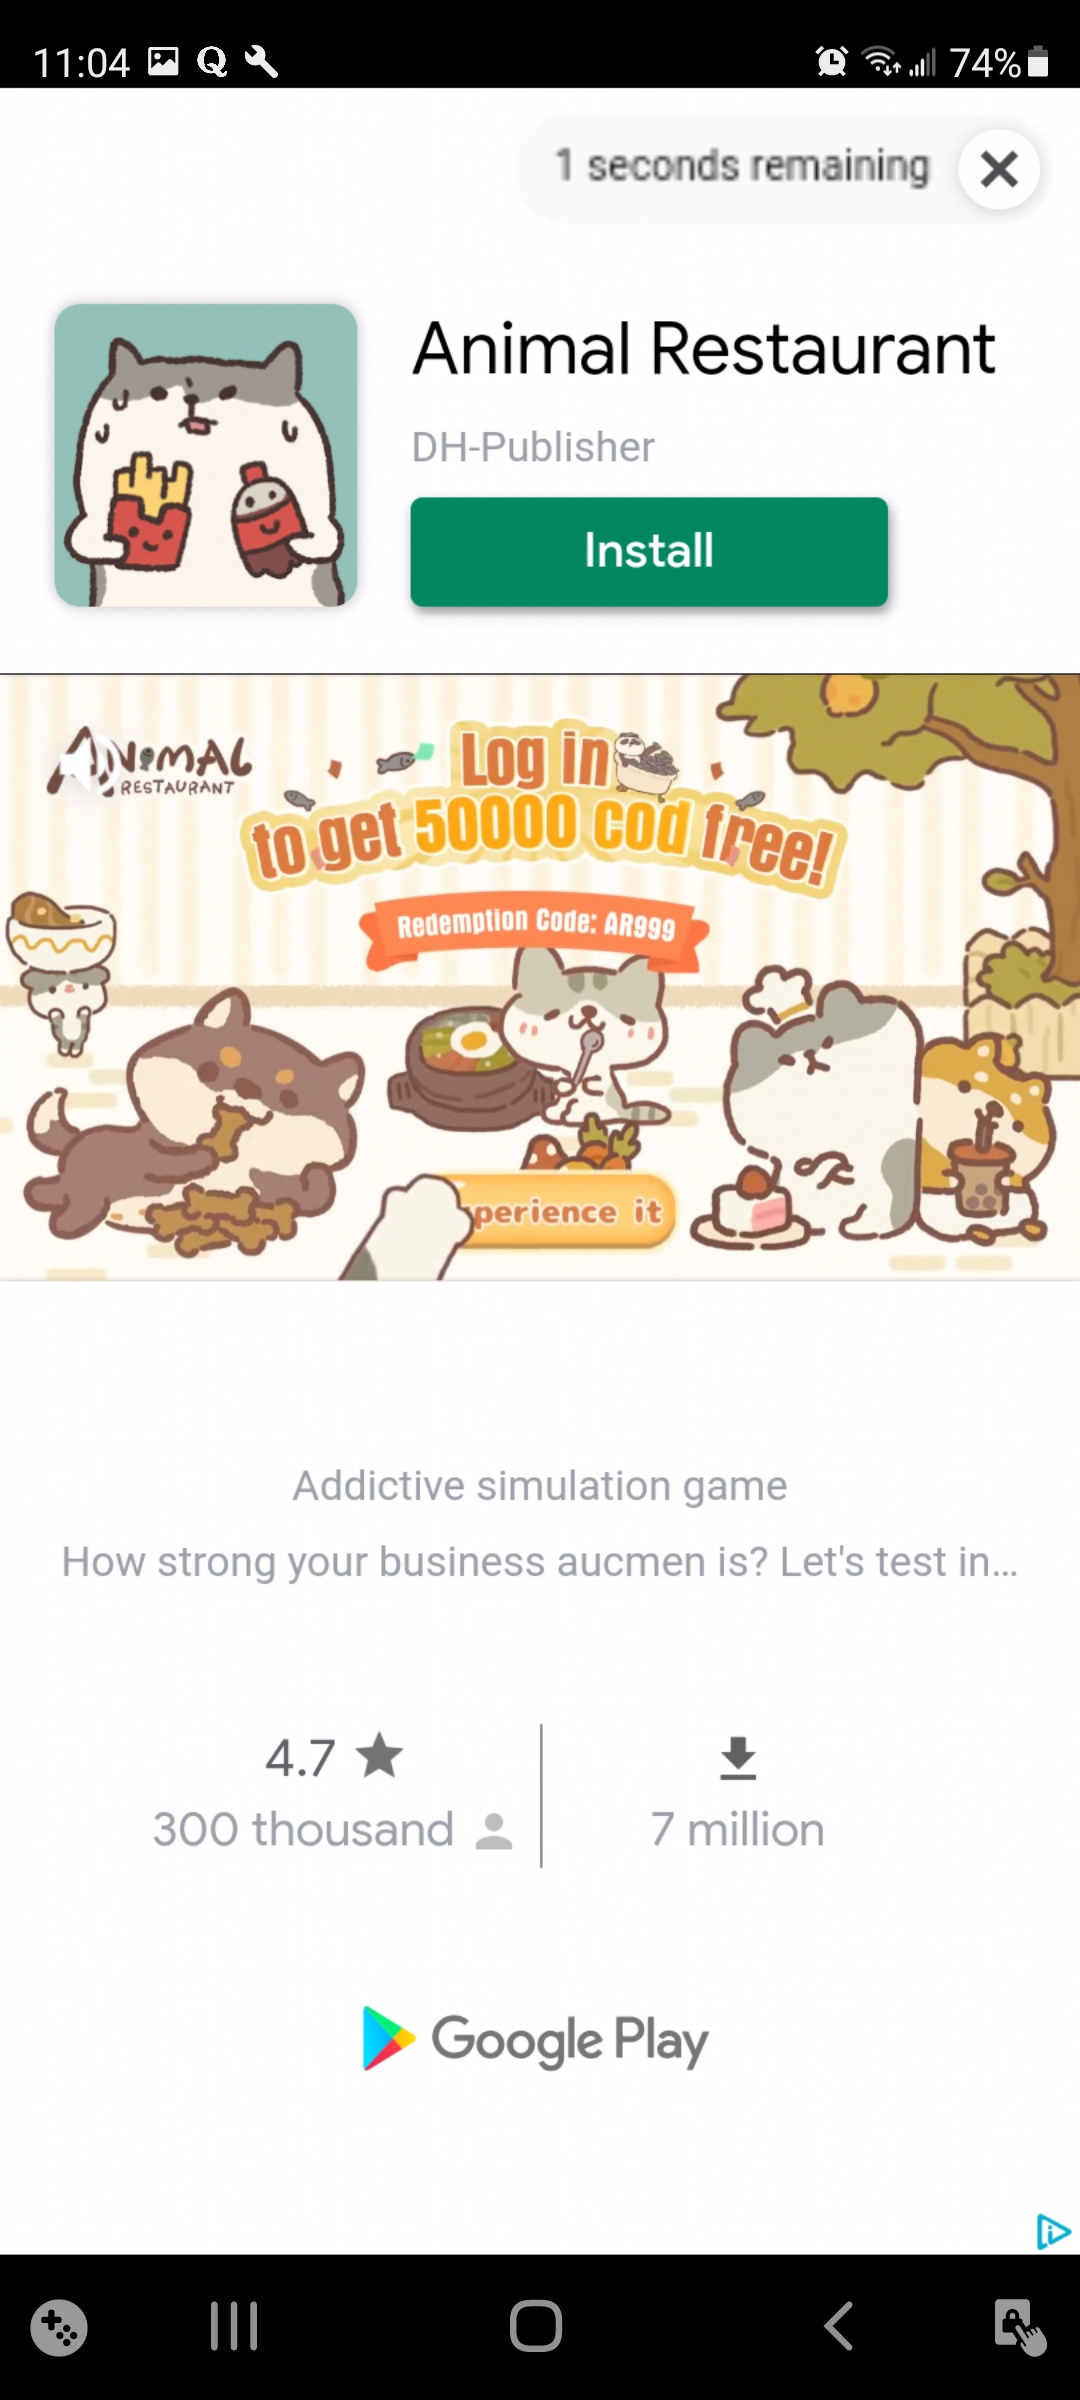 11:04
74%
1 seconds remaining
Animal Restaurant
DH-Publisher
Install
ANiMAL
RESTAURANT
Log in
to get 50000 cod free!
Redemption Code: AR999
perience it
Addictive simulation game
How strong your business aucmen is? Let's test in...
4.7
300 thousand
7 million
Google Play